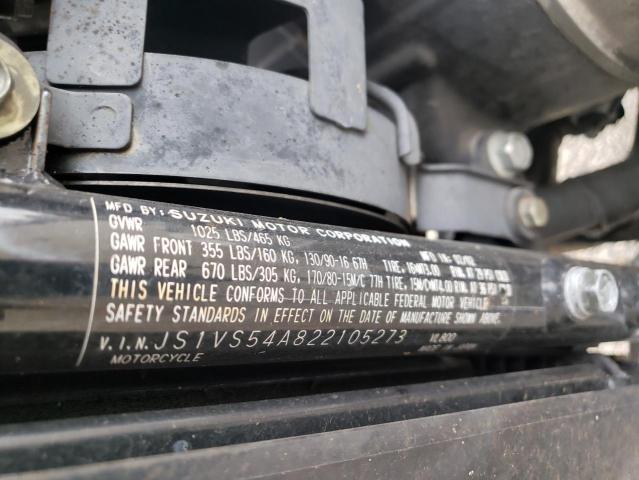 MFD BY: SUZUKI MOTOR CORPORATION
GVWR 1025 LBS/465 KG
GAWR FRONT 355 LBS/160 KG, 130/90-16 67H TIRE, 
GAWR REAR 670 LBS/305 KG, 170/80-15M/C 77H TIRE, 
THIS VEHICLE CONFORMS TO ALL APPLICABLE FEDERAL MOTOR VEHICLE
SAFETY STANDARDS IN EFFECT ON THE DATE OF MANUFACTURE SHOWN ABOVE.
V.I.N. JS1VS54A822105273 VL800
MOTORCYCLE